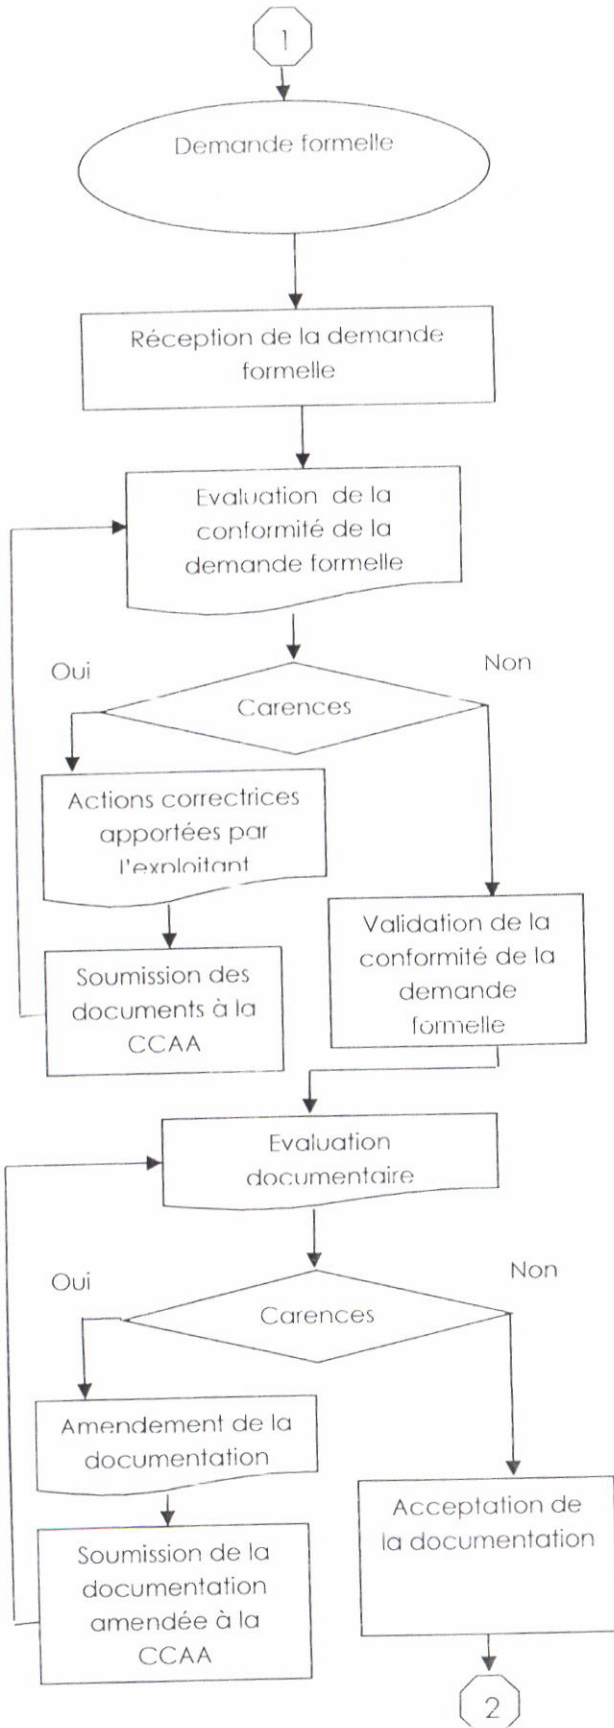 1
Demande formelle
Réception de la demande
formelle
Evaluation de la
conformité de la
demande formelle
Oui
Non
Carences
Actions correctrices
apportées par
l'exploitant
Soumission des
documents à la
CCAA
Validation de la
conformité de la
demande
formelle
Evaluation
documentaire
Oui
Non
Carences
Amendement de la
documentation
Soumission de la
documentation
amendée à la
CCAA
Acceptation de
la documentation
2